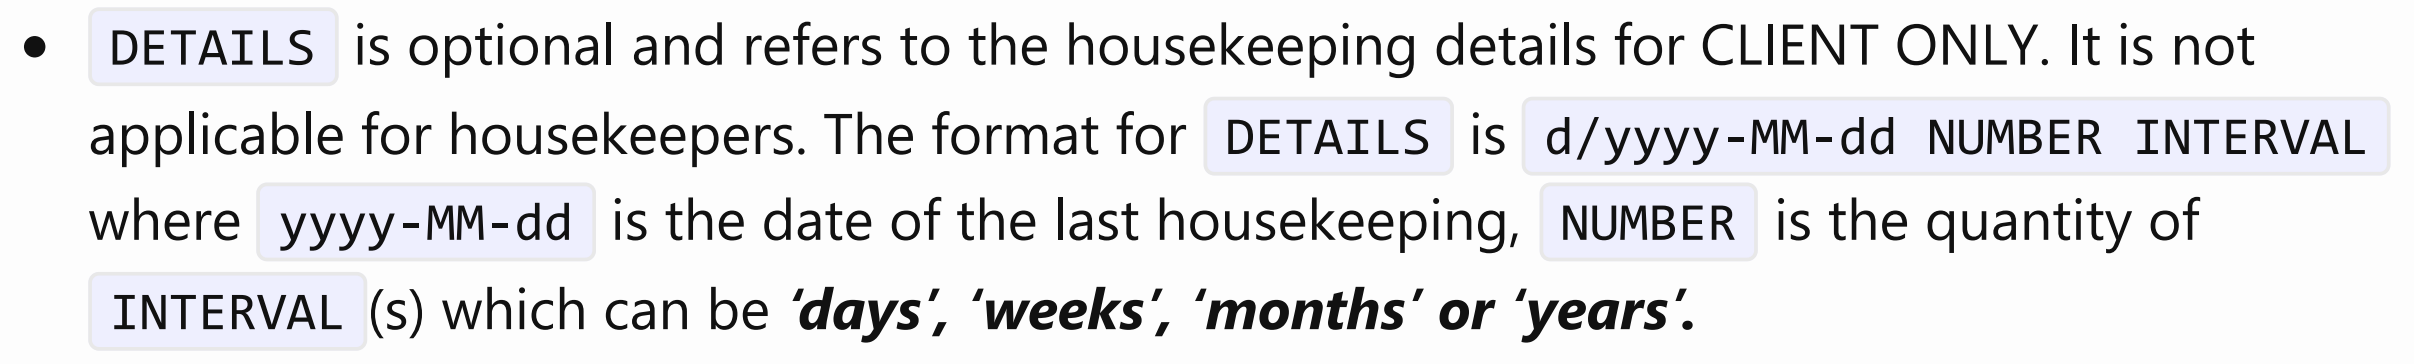 • DETAILS is optional and refers to the housekeeping details for CLIENT ONLY. It is not
applicable for housekeepers. The format for DETAILS is d/yyyy-MM-dd NUMBER INTERVAL
where yyyy-MM-dd is the date of the last housekeeping, NUMBER is the quantity of
INTERVAL (s) which can be ‘days’, ‘weeks’, ‘months’ or ‘years’.